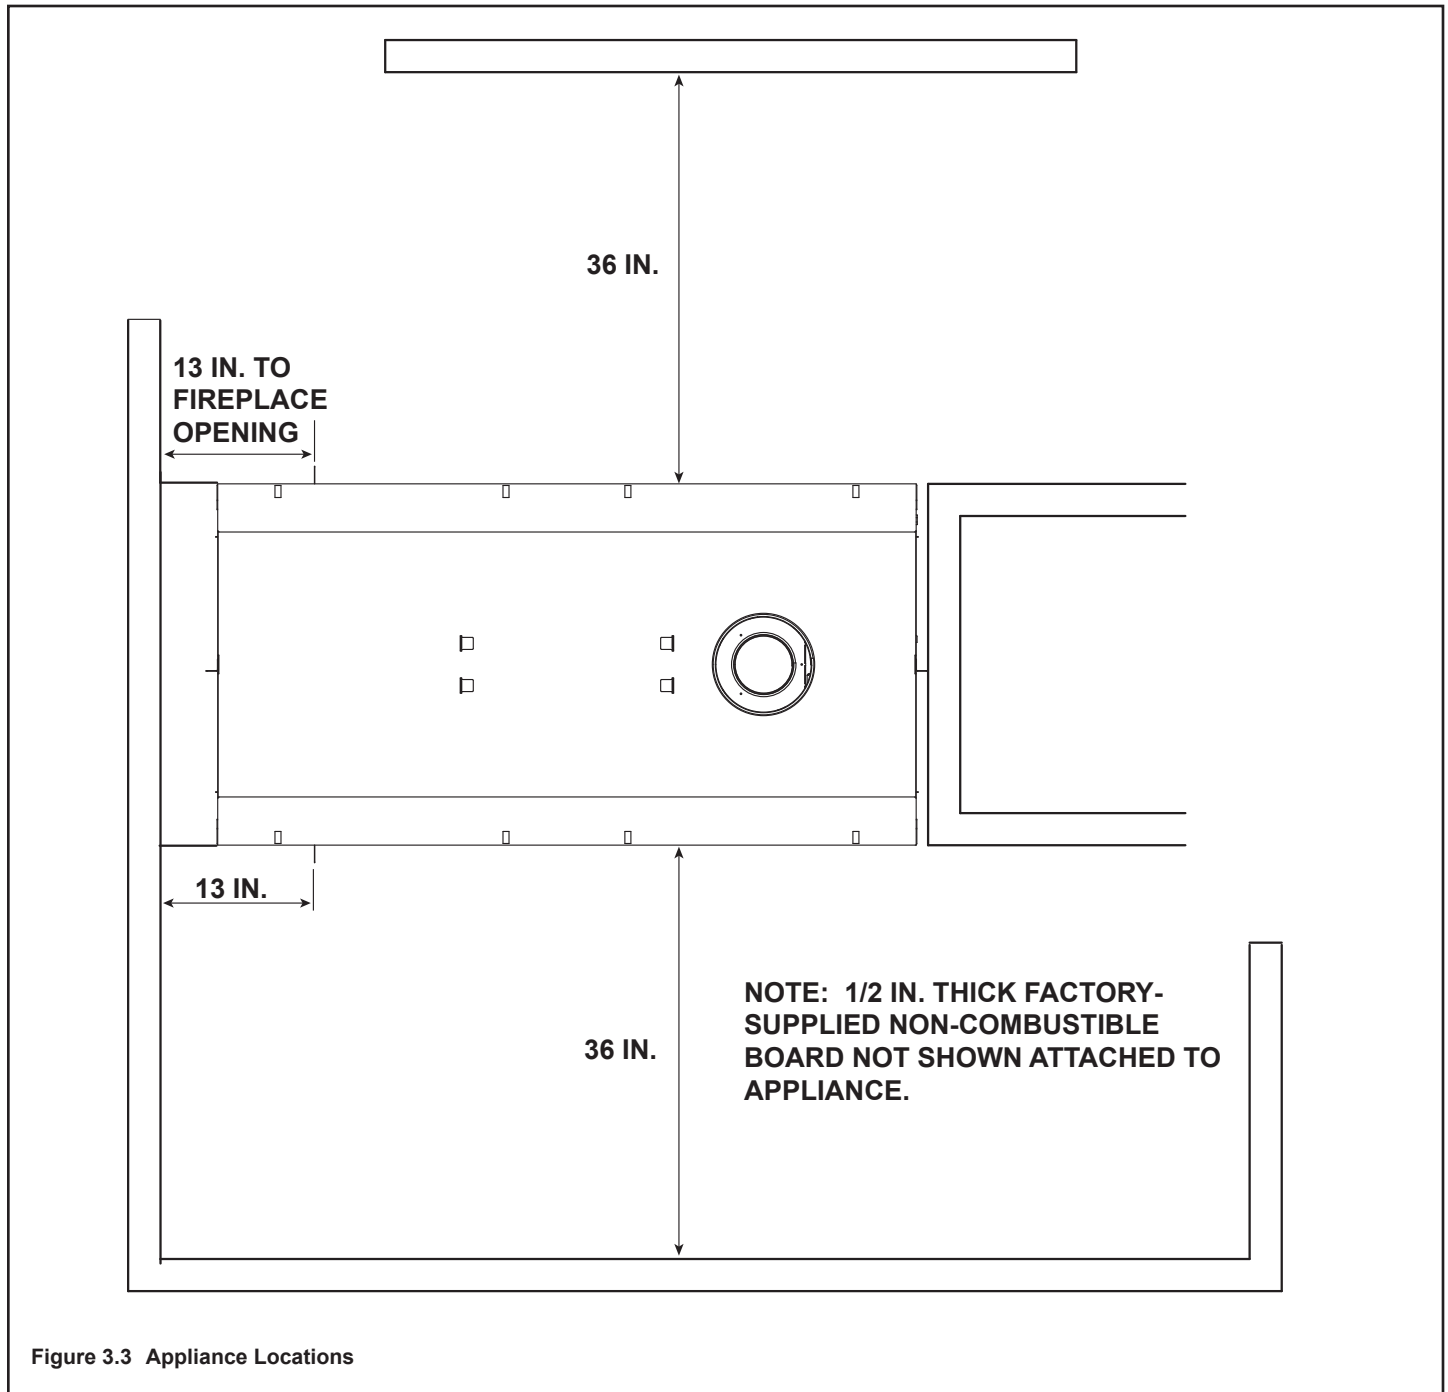 36 IN.
13 IN. TO
FIREPLACE
OPENING
13 IN.
36 IN.
NOTE: 1/2 IN. THICK FACTORY-
SUPPLIED NON-COMBUSTIBLE
BOARD NOT SHOWN ATTACHED TO
APPLIANCE.
Figure 3.3 Appliance Locations